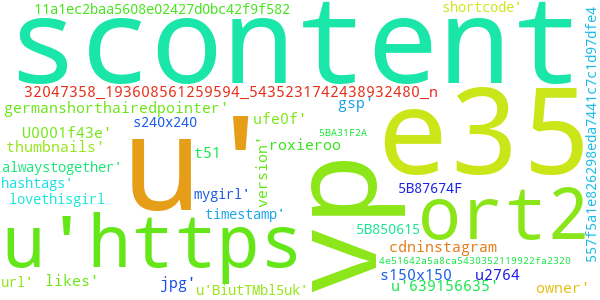 11a1ec2baa5608e02427d0bc42f9f582
shortcode'
scontent
32047358_193608561259594_5435231742438932480_n
germanshorthairedpointer'
gsp'
e35
U0001f43e'
s240x240
u'
ufe0f'
5BA31F2A
thumbnails'
t51
version'
roxieroo
vp
alwaystogether'
hashtags'
mygirl'
5B87674F
lovethisgirl
timestamp'
ort2
557f5a1e826298eda7441c7c1d97dfe4
u'https
5B850615
cdninstagram
4e51642a5a8ca5430352119922fa2320
s150x150
u2764
url'
likes'
jpg'
u'BiutTMbl5uk'
u'639156635'
owner'